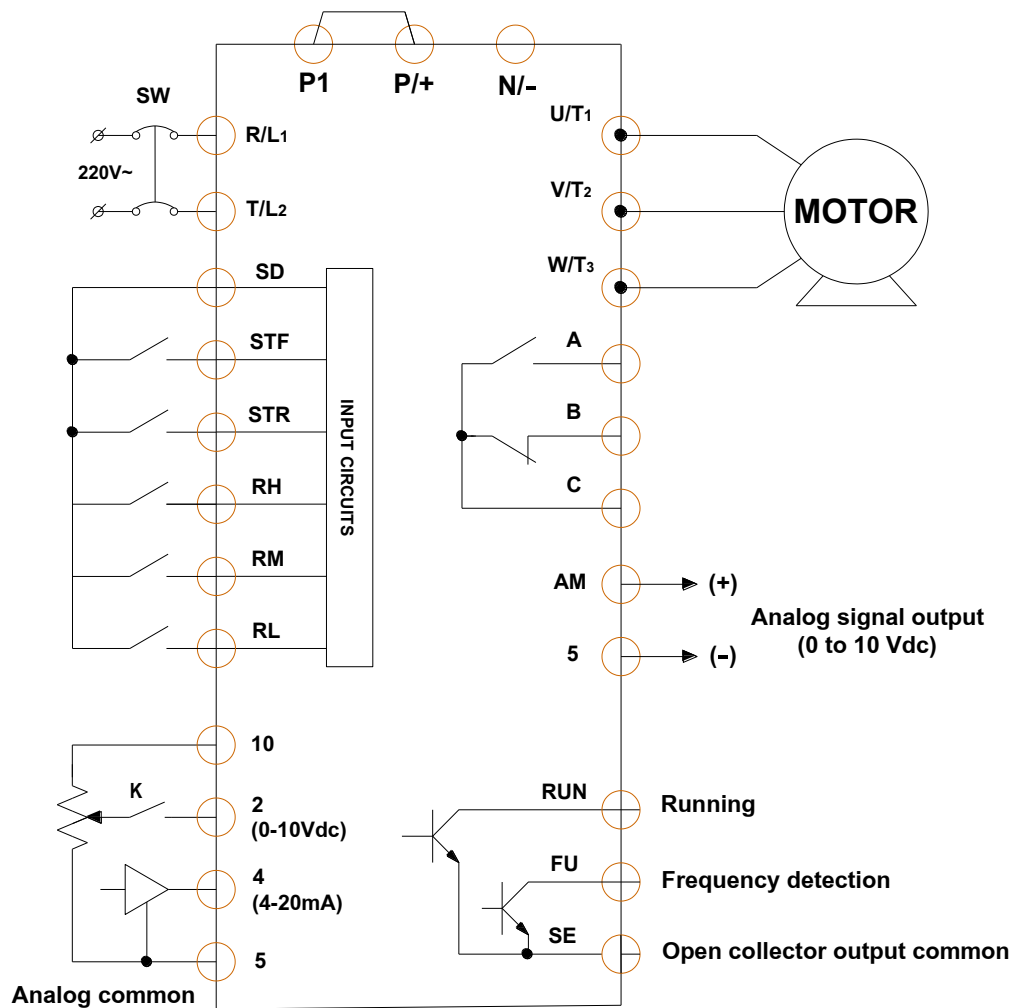 P1
P/+
N/-
SW
R/L1
220V~
T/L2
U/T1
V/T2
W/T3
MOTOR
SD
STF
STR
RH
RM
RL
INPUT CIRCUITS
A
B
C
AM
(+)
Analog signal output
(0 to 10 Vdc)
5
(-)
10
K
2
(0-10Vdc)
4
(4-20mA)
5
Analog common
RUN
Running
FU
Frequency detection
SE
Open collector output common